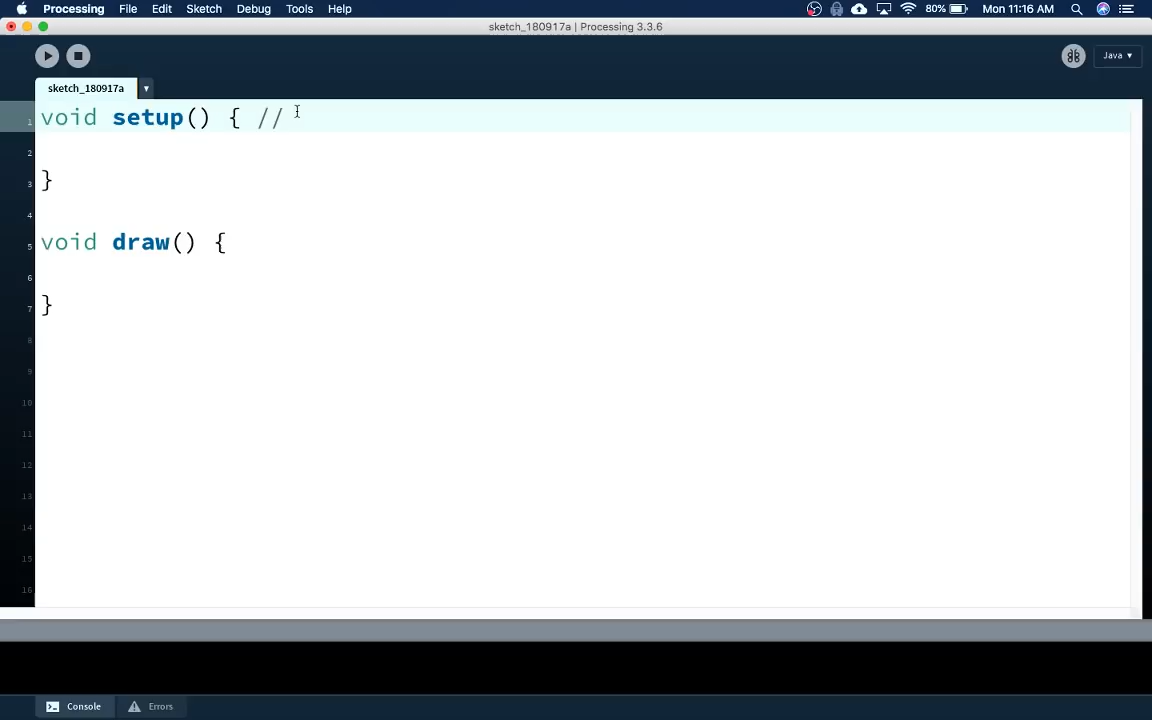 Processing File Edit Sketch Debug Tools Help 80% Mon 11:16 AM
sketch_180917a | Processing 3.3.6
Java ▾
sketch_180917a ▾
1 void setup() { //
2
3 }
4
5 void draw() {
6
7 }
8
9
10
11
12
13
14
15
16
Console Errors